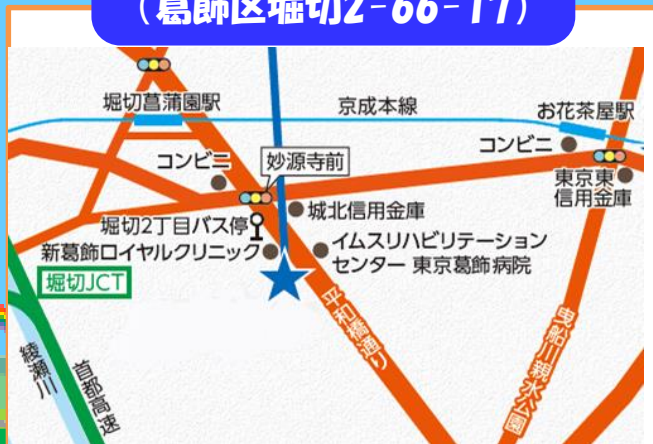 (葛飾区堀切2-66-17)
堀切菖蒲園駅
京成本線
お花茶屋駅
コンビニ
妙源寺前
コンビニ
東京東
信用金庫
堀切2丁目バス停
城北信用金庫
新葛飾ロイヤルクリニック
イムスリハビリテーション
センター 東京葛飾病院
堀切JCT
平和橋通り
曳船川親水公園
綾瀬川
首都高速